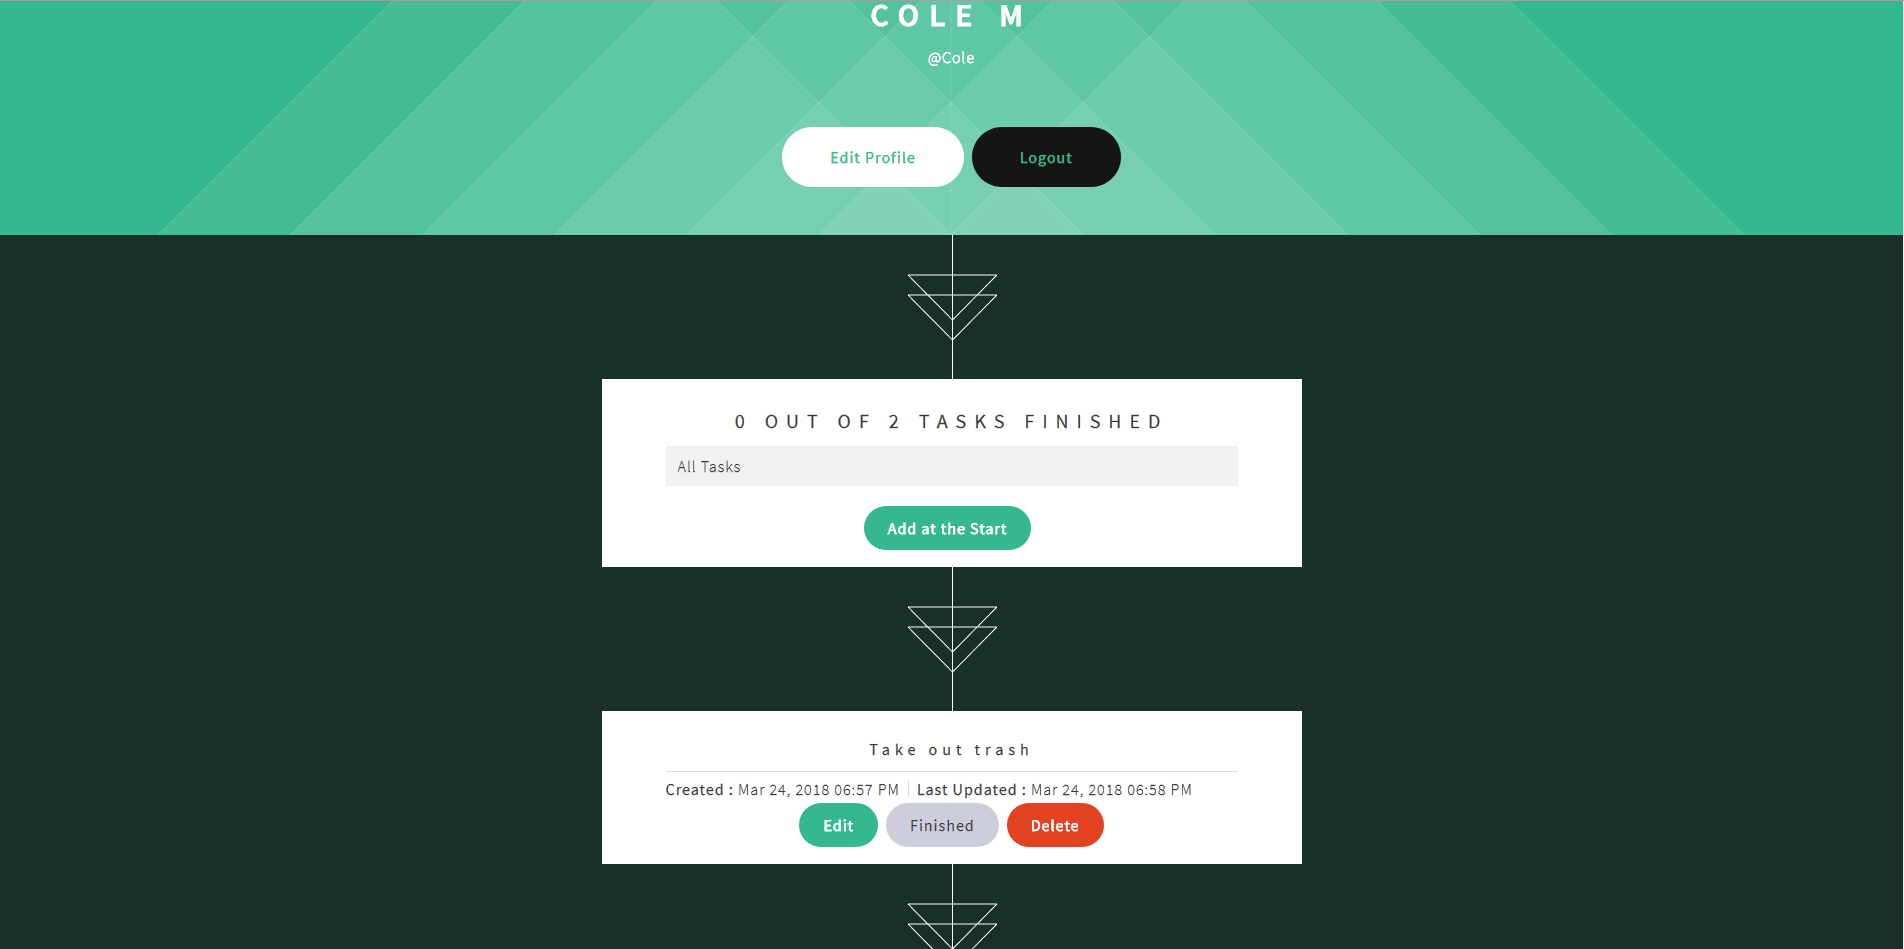 COLE M
@Cole
Edit Profile Logout
0 OUT OF 2 TASKS FINISHED
All Tasks
Add at the Start
Take out trash
Created : Mar 24, 2018 06:57 PM Last Updated : Mar 24, 2018 06:58 PM
Edit Finished Delete